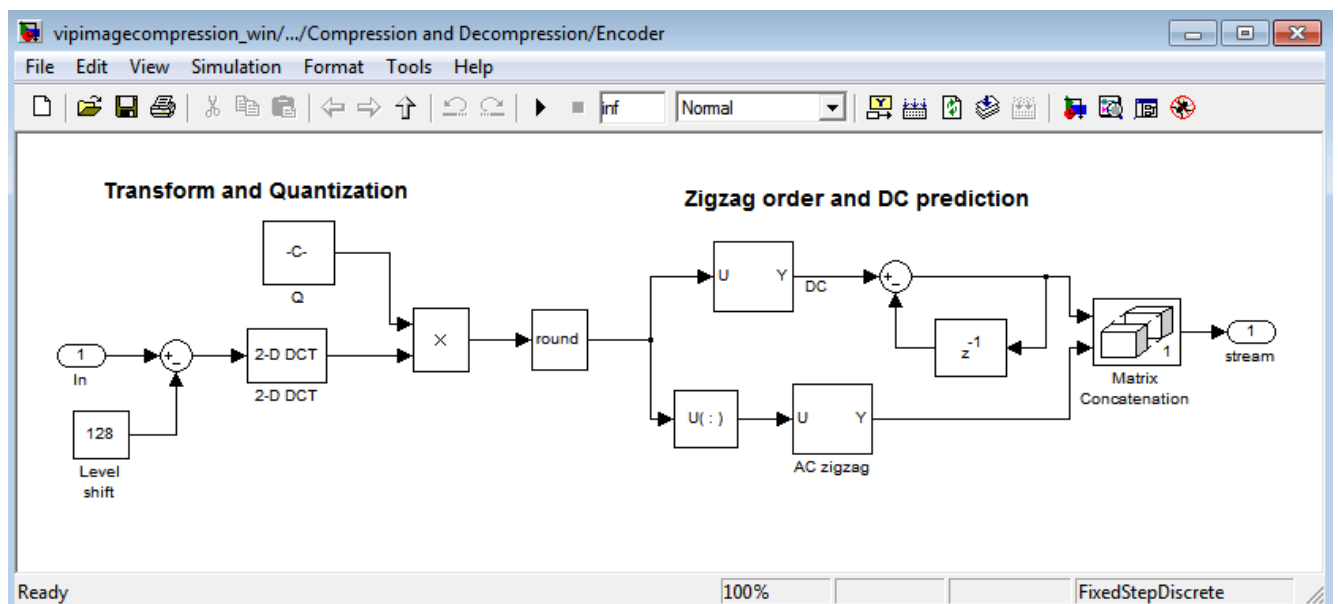 vipimagecompression_win/.../Compression and Decompression/Encoder
File Edit View Simulation Format Tools Help
inf Normal
Transform and Quantization
Zigzag order and DC prediction
-C-
Q
U Y
DC
+
-
1
In
+
-
2-D DCT
2-D DCT
×
round
z-1
1
Matrix
Concatenation
1
stream
128
Level
shift
U( : )
U Y
AC zigzag
Ready 100% FixedStepDiscrete